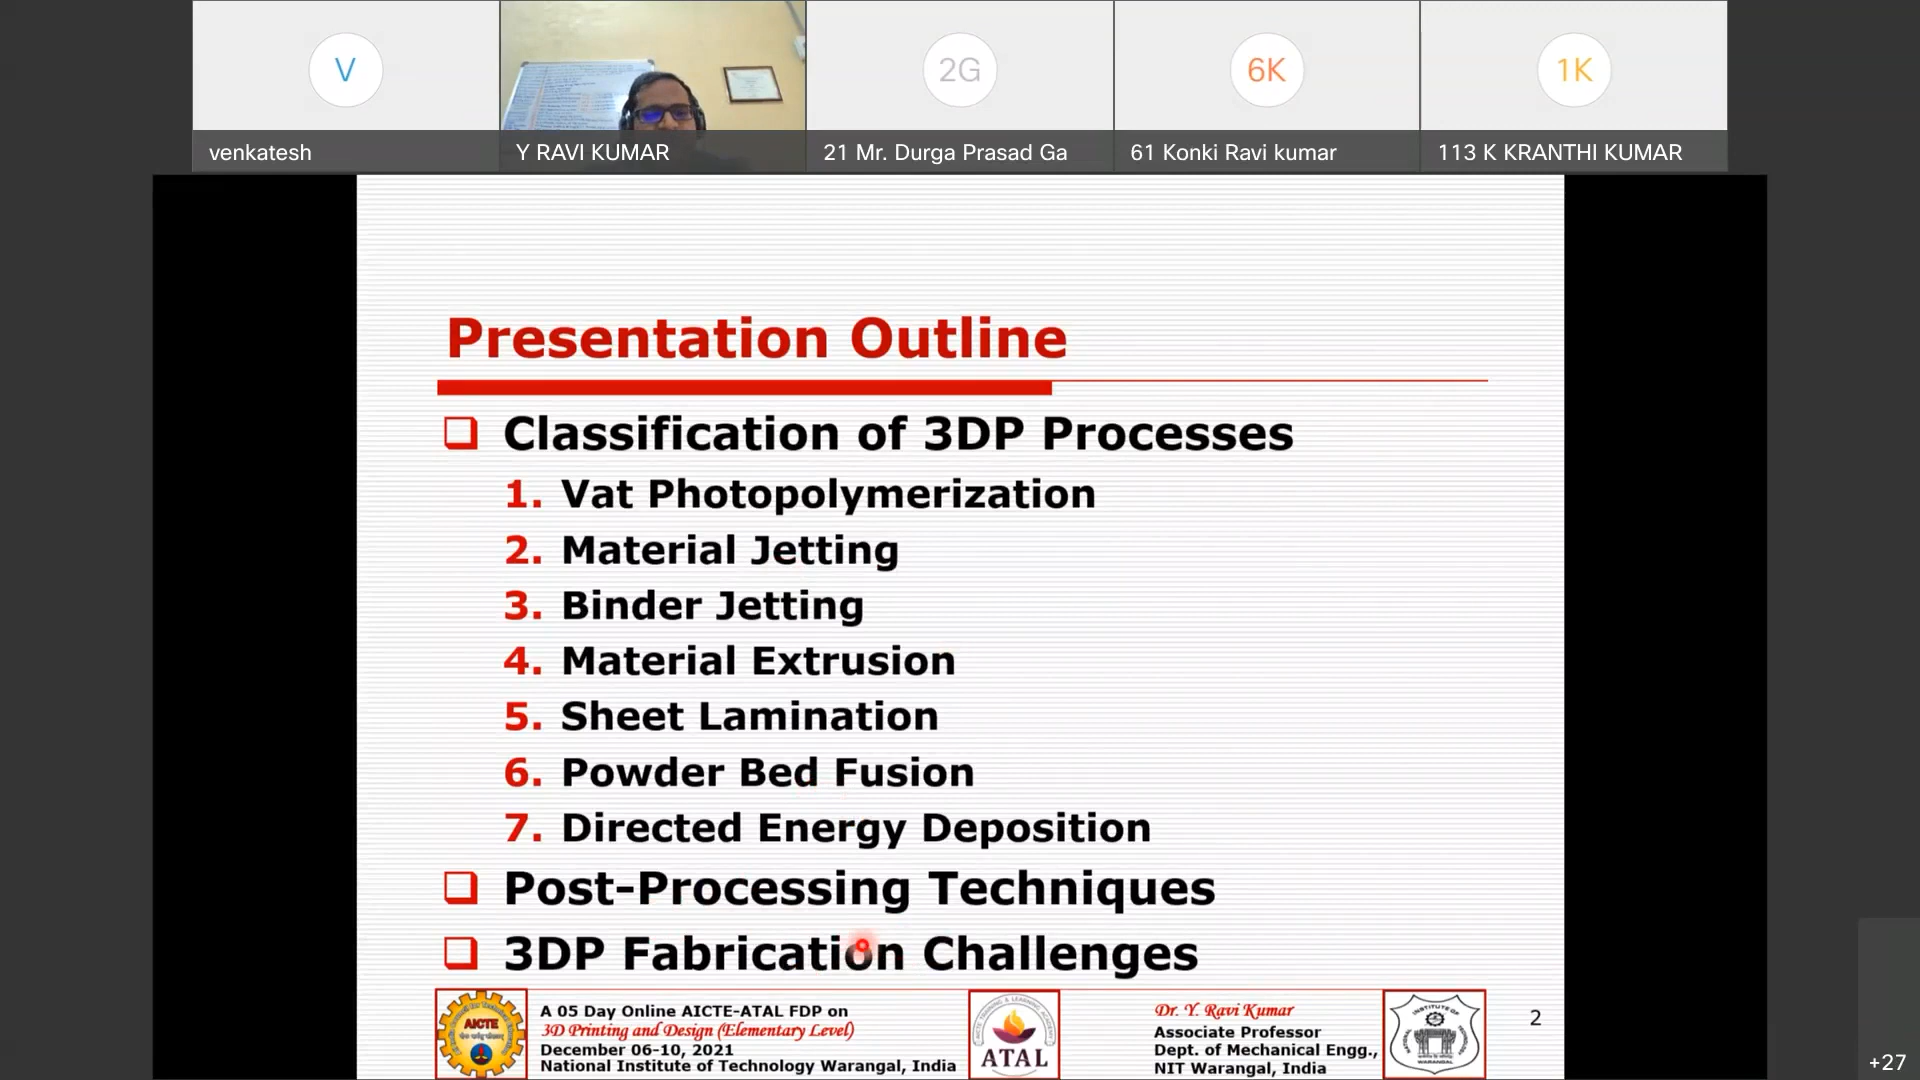 V
2G
6K
1K
venkatesh
Y RAVI KUMAR
21 Mr. Durga Prasad Ga
61 Konki Ravi kumar
113 K KRANTHI KUMAR
Presentation Outline
Classification of 3DP Processes
1. Vat Photopolymerization
2. Material Jetting
3. Binder Jetting
4. Material Extrusion
5. Sheet Lamination
6. Powder Bed Fusion
7. Directed Energy Deposition
Post-Processing Techniques
3DP Fabrication Challenges
AICTE
A 05 Day Online AICTE-ATAL FDP on
3D Printing and Design (Elementary Level)
December 06-10, 2021
National Institute of Technology Warangal, India
ATAL
Dr. Y. Ravi Kumar
Associate Professor
Dept. of Mechanical Engg.,
NIT Warangal, India
WARANGAL
2
+27